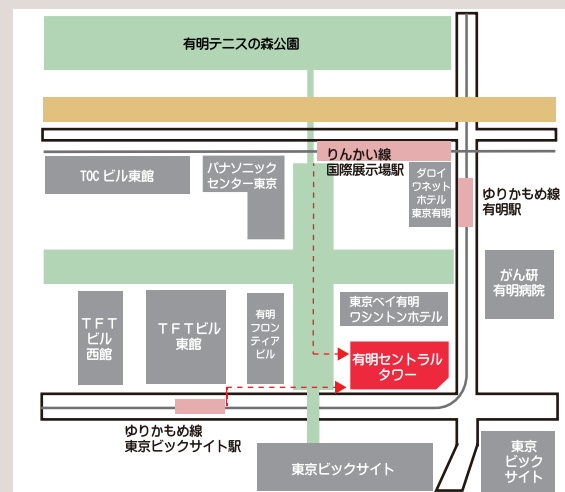 有明テニスの森公園
りんかい線
国際展示場駅
TOC ビル東館
パナソニック
センター東京
ダロイ
ワネット
ホテル
東京有明
ゆりかもめ線
有明駅
がん研
有明病院
東京ベイ有明
ワシントンホテル
TFT
ビル
西館
TFTビル
東館
有明
フロン
ティア
ビル
有明セントラル
タワー
ゆりかもめ線
東京ビックサイト駅
東京ビックサイト
東京
ビック
サイト